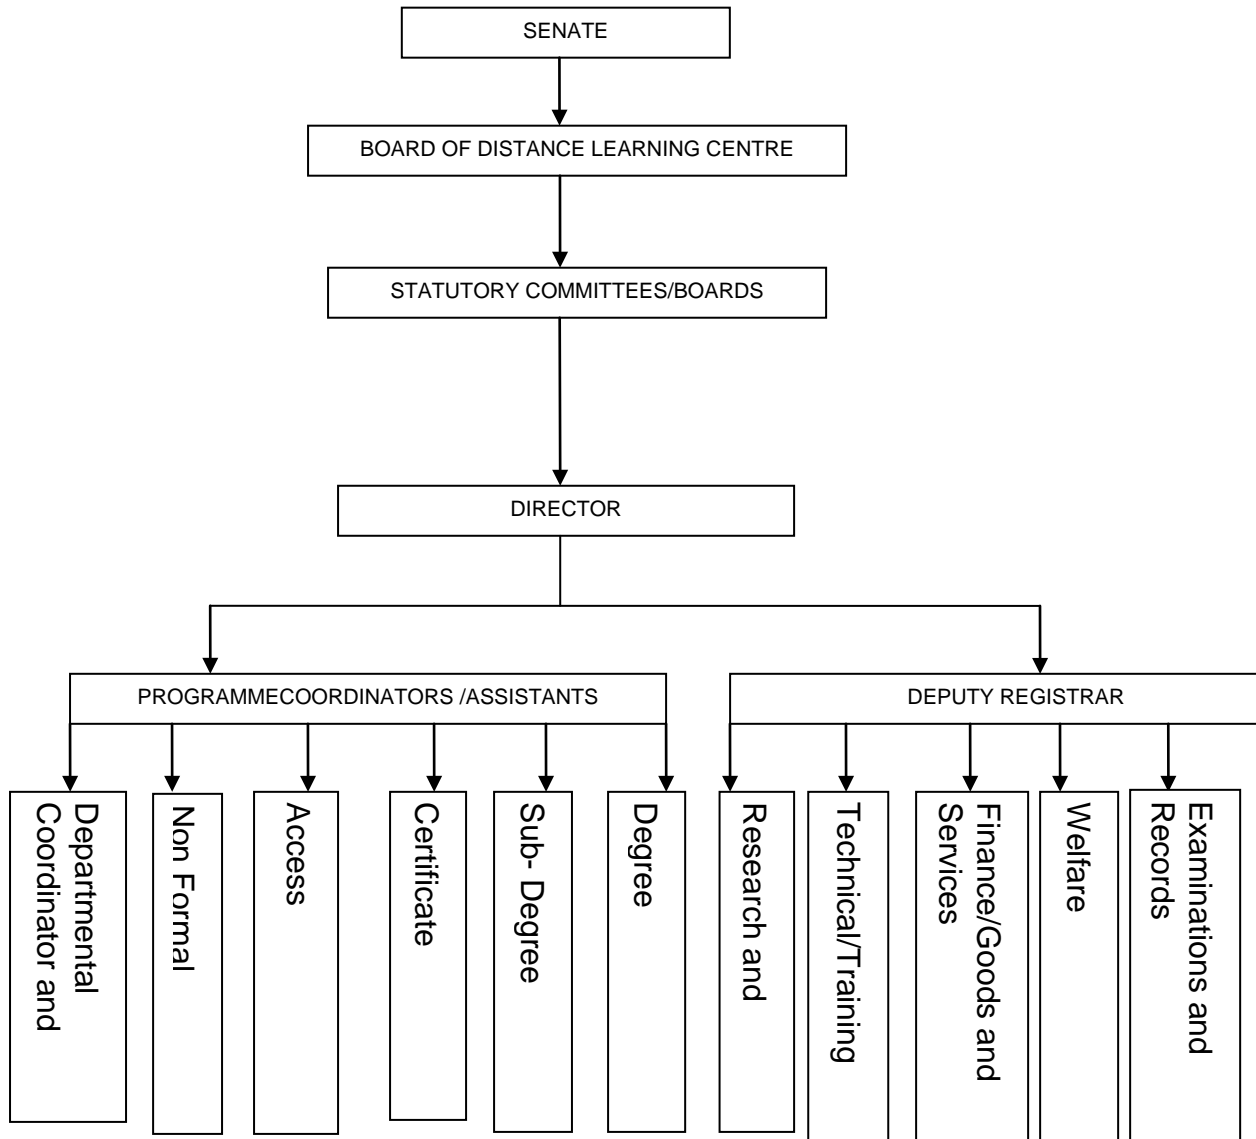 SENATE
BOARD OF DISTANCE LEARNING CENTRE
STATUTORY COMMITTEES/BOARDS
DIRECTOR
PROGRAMMECOORDINATORS /ASSISTANTS
DEPUTY REGISTRAR
Departmental
Coordinator and
Non Formal
Access
Certificate
Sub- Degree
Degree
Research and
Technical/Training
Finance/Goods and
Services
Welfare
Examinations and
Records